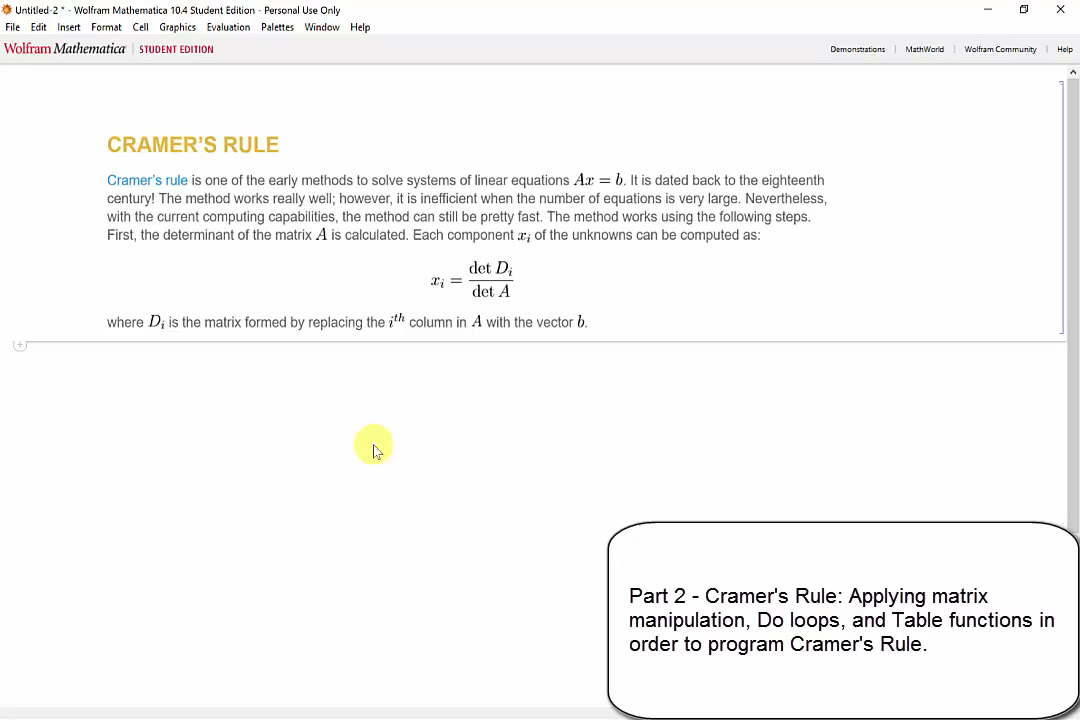 Untitled-2 * - Wolfram Mathematica 10.4 Student Edition - Personal Use Only
File Edit Insert Format Cell Graphics Evaluation Palettes Window Help
Wolfram Mathematica | STUDENT EDITION Demonstrations | MathWorld | Wolfram Community | Help
CRAMER'S RULE
Cramer's rule is one of the early methods to solve systems of linear equations Ax = b. It is dated back to the eighteenth
century! The method works really well; however, it is inefficient when the number of equations is very large. Nevertheless,
with the current computing capabilities, the method can still be pretty fast. The method works using the following steps.
First, the determinant of the matrix A is calculated. Each component xᵢ of the unknowns can be computed as:
xᵢ = det Dᵢ / det A
where Dᵢ is the matrix formed by replacing the iᵗʰ column in A with the vector b.
Part 2 - Cramer's Rule: Applying matrix
manipulation, Do loops, and Table functions in
order to program Cramer's Rule.